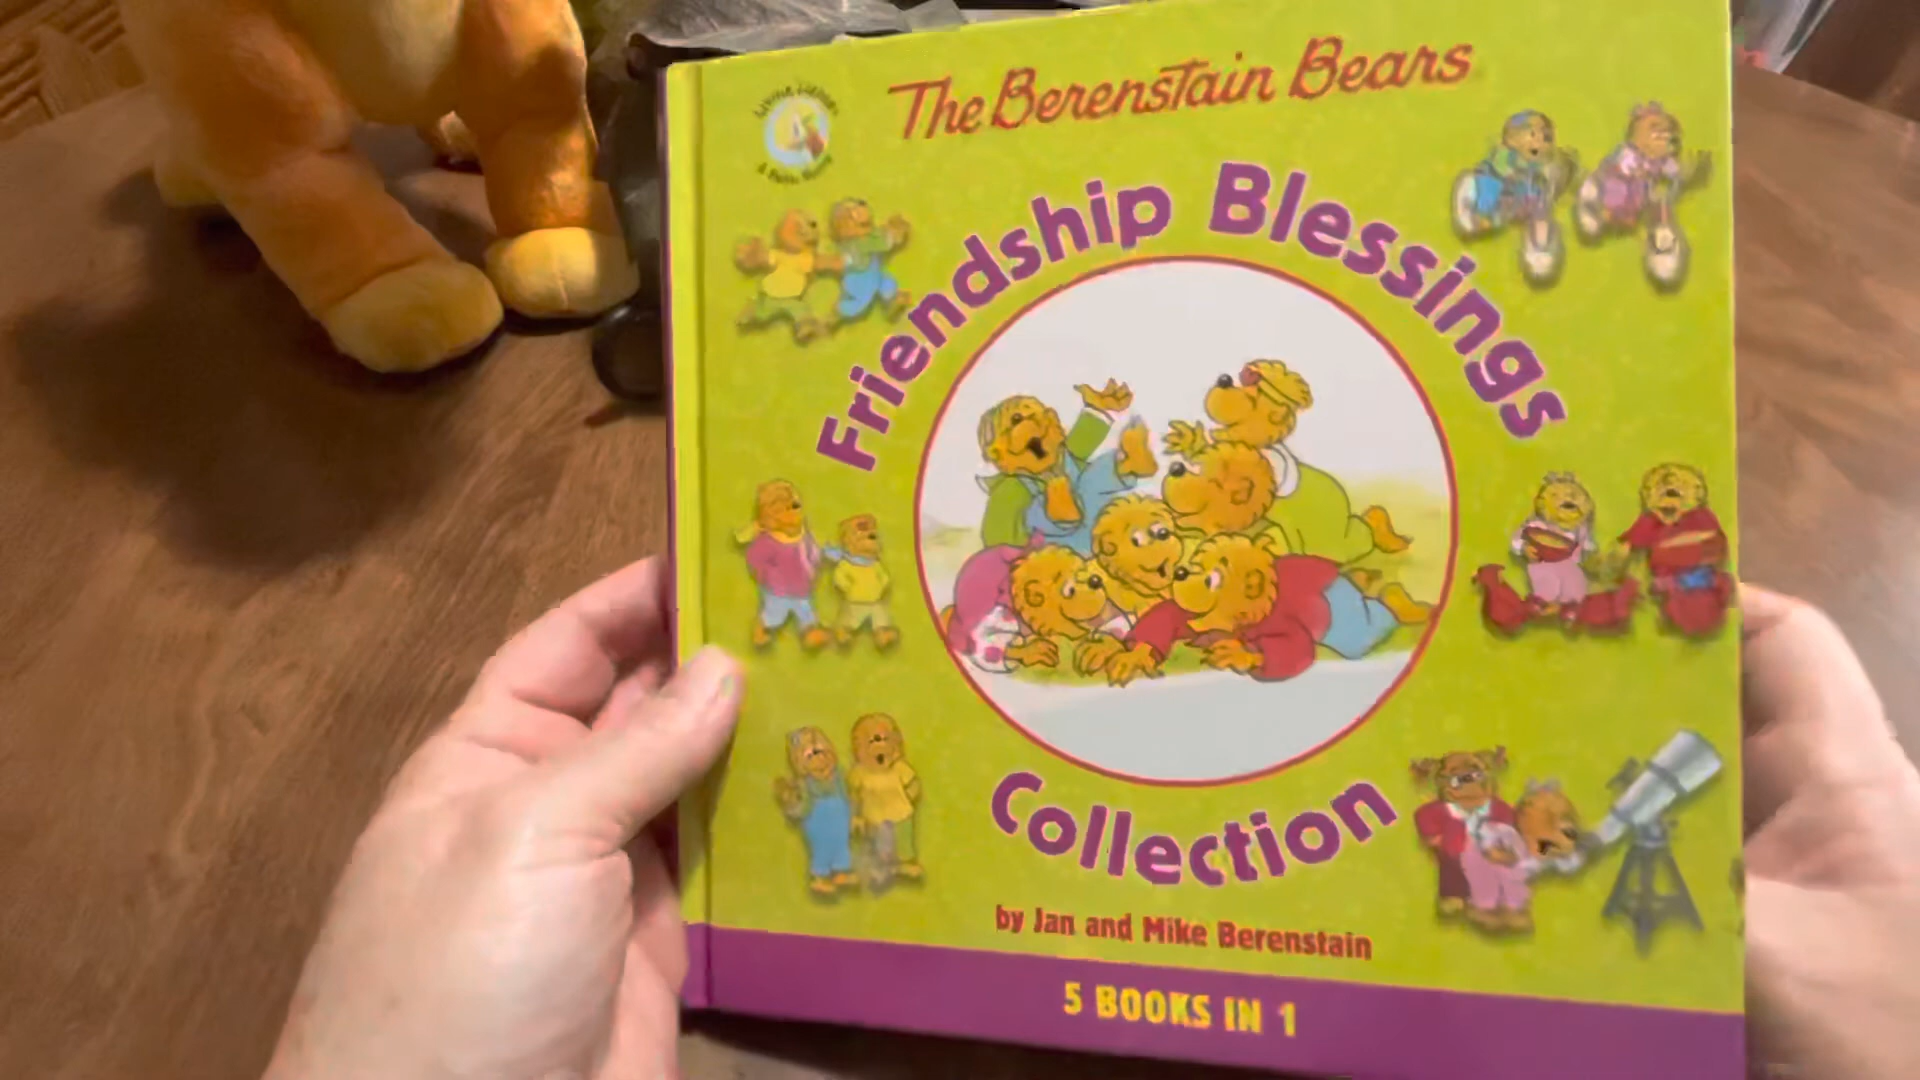 The Berenstain Bears
Friendship Blessings
Collection
by Jan and Mike Berenstain
5 BOOKS IN 1